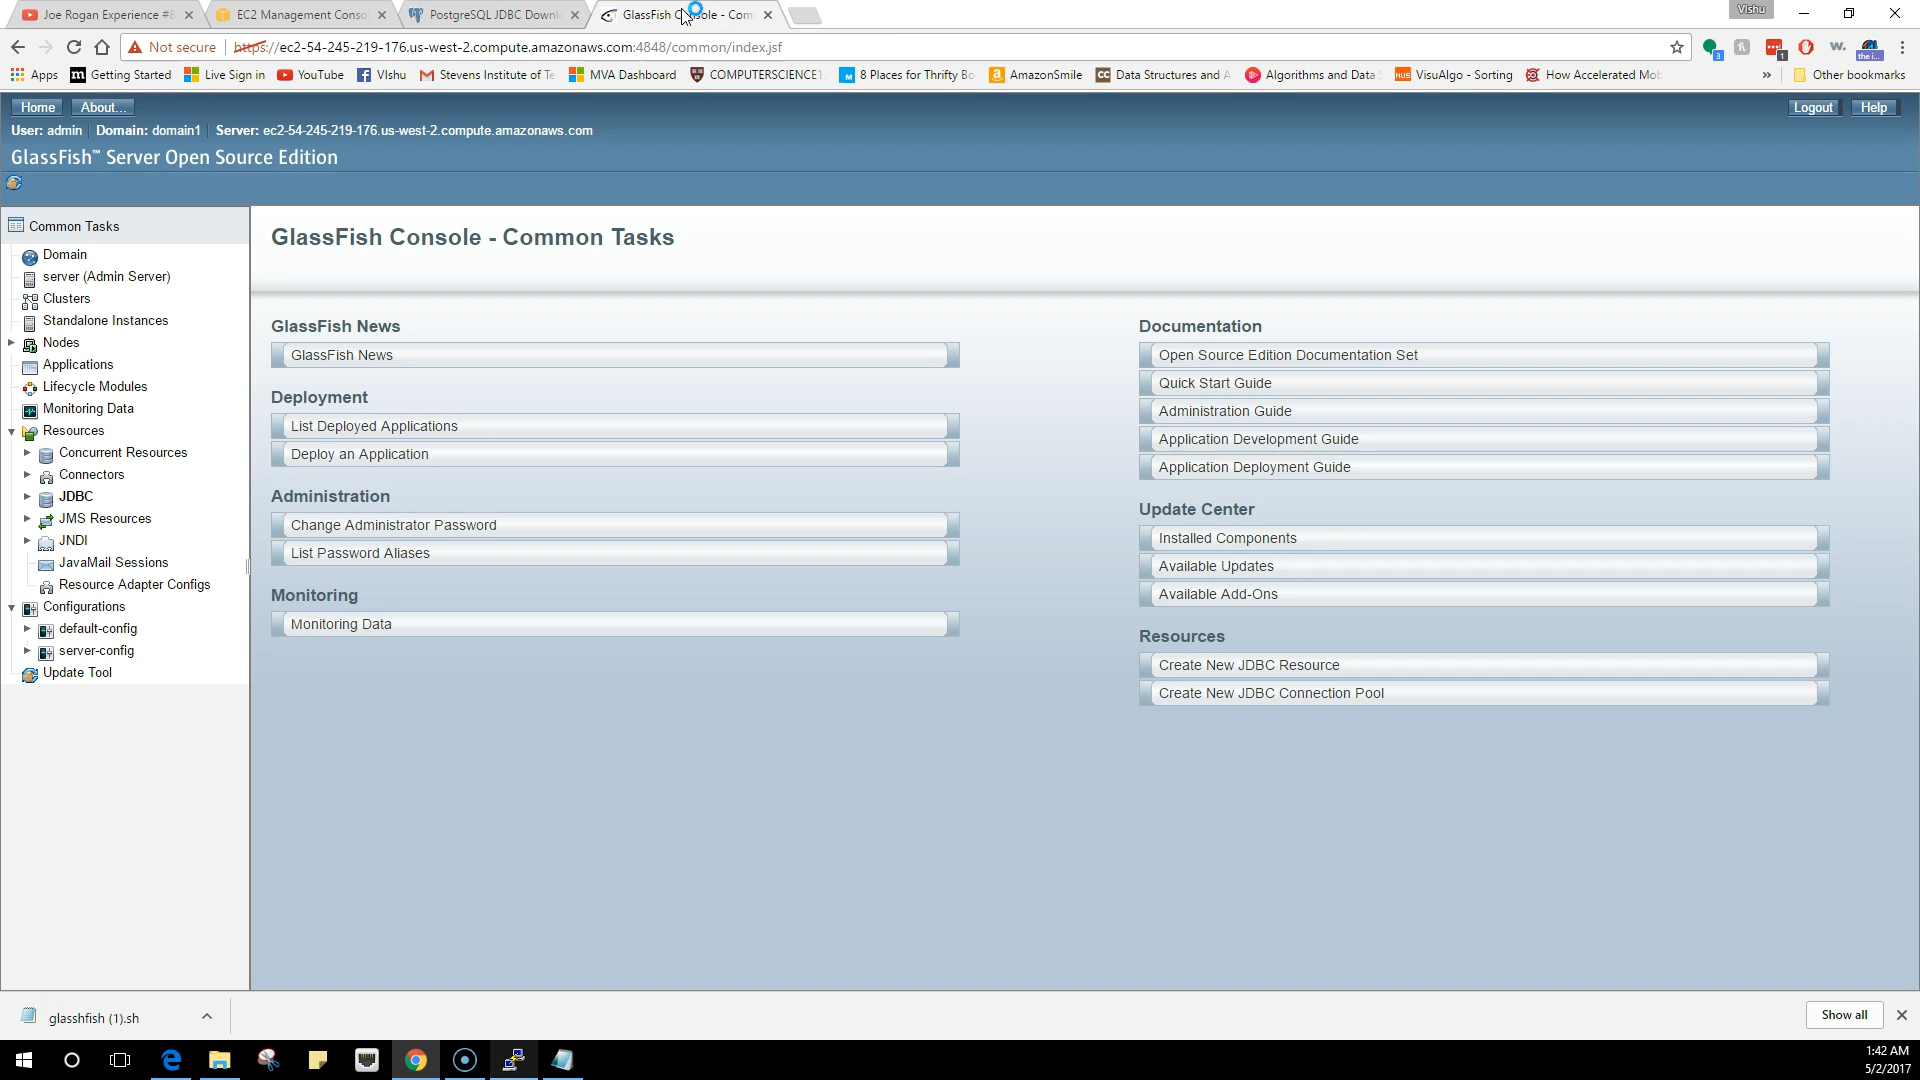 Joe Rogan Experience #8
EC2 Management Conso
PostgreSQL JDBC Downl
GlassFish Console - Com
Vishu
Not secure
https://ec2-54-245-219-176.us-west-2.compute.amazonaws.com:4848/common/index.jsf
Apps
Getting Started
Live Sign in
YouTube
VIshu
Stevens Institute of Te
MVA Dashboard
COMPUTERSCIENCE1
8 Places for Thrifty Bo
AmazonSmile
Data Structures and A
Algorithms and Data
VisuAlgo - Sorting
How Accelerated Mob
»
Other bookmarks
Home
About...
Logout
Help
User: admin
Domain: domain1
Server: ec2-54-245-219-176.us-west-2.compute.amazonaws.com
GlassFish™ Server Open Source Edition
Common Tasks
Domain
server (Admin Server)
Clusters
Standalone Instances
Nodes
Applications
Lifecycle Modules
Monitoring Data
Resources
Concurrent Resources
Connectors
JDBC
JMS Resources
JNDI
JavaMail Sessions
Resource Adapter Configs
Configurations
default-config
server-config
Update Tool
GlassFish Console - Common Tasks
GlassFish News
GlassFish News
Deployment
List Deployed Applications
Deploy an Application
Administration
Change Administrator Password
List Password Aliases
Monitoring
Monitoring Data
Documentation
Open Source Edition Documentation Set
Quick Start Guide
Administration Guide
Application Development Guide
Application Deployment Guide
Update Center
Installed Components
Available Updates
Available Add-Ons
Resources
Create New JDBC Resource
Create New JDBC Connection Pool
glasshfish (1).sh
Show all
1:42 AM
5/2/2017